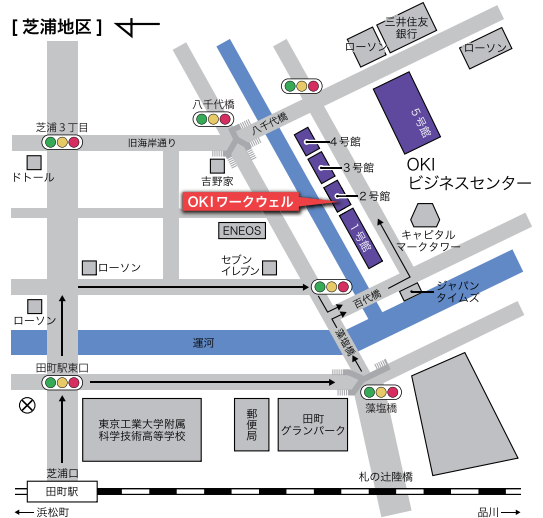 [ 芝浦地区 ]
三井住友
銀行
ローソン
ローソン
八千代橋
八千代橋
芝浦3丁目
旧海岸通り
ドトール
吉野家
5号館
4号館
3号館
2号館
1号館
OKI
ビジネスセンター
OKIワークウェル
ENEOS
キャピタル
マークタワー
ローソン
セブン
イレブン
ジャパン
タイムズ
百代橋
ローソン
運河
藻塩橋
田町駅東口
藻塩橋
東京工業大学附属
科学技術高等学校
郵便局
田町
グランパーク
芝浦口
札の辻陸橋
田町駅
浜松町
品川